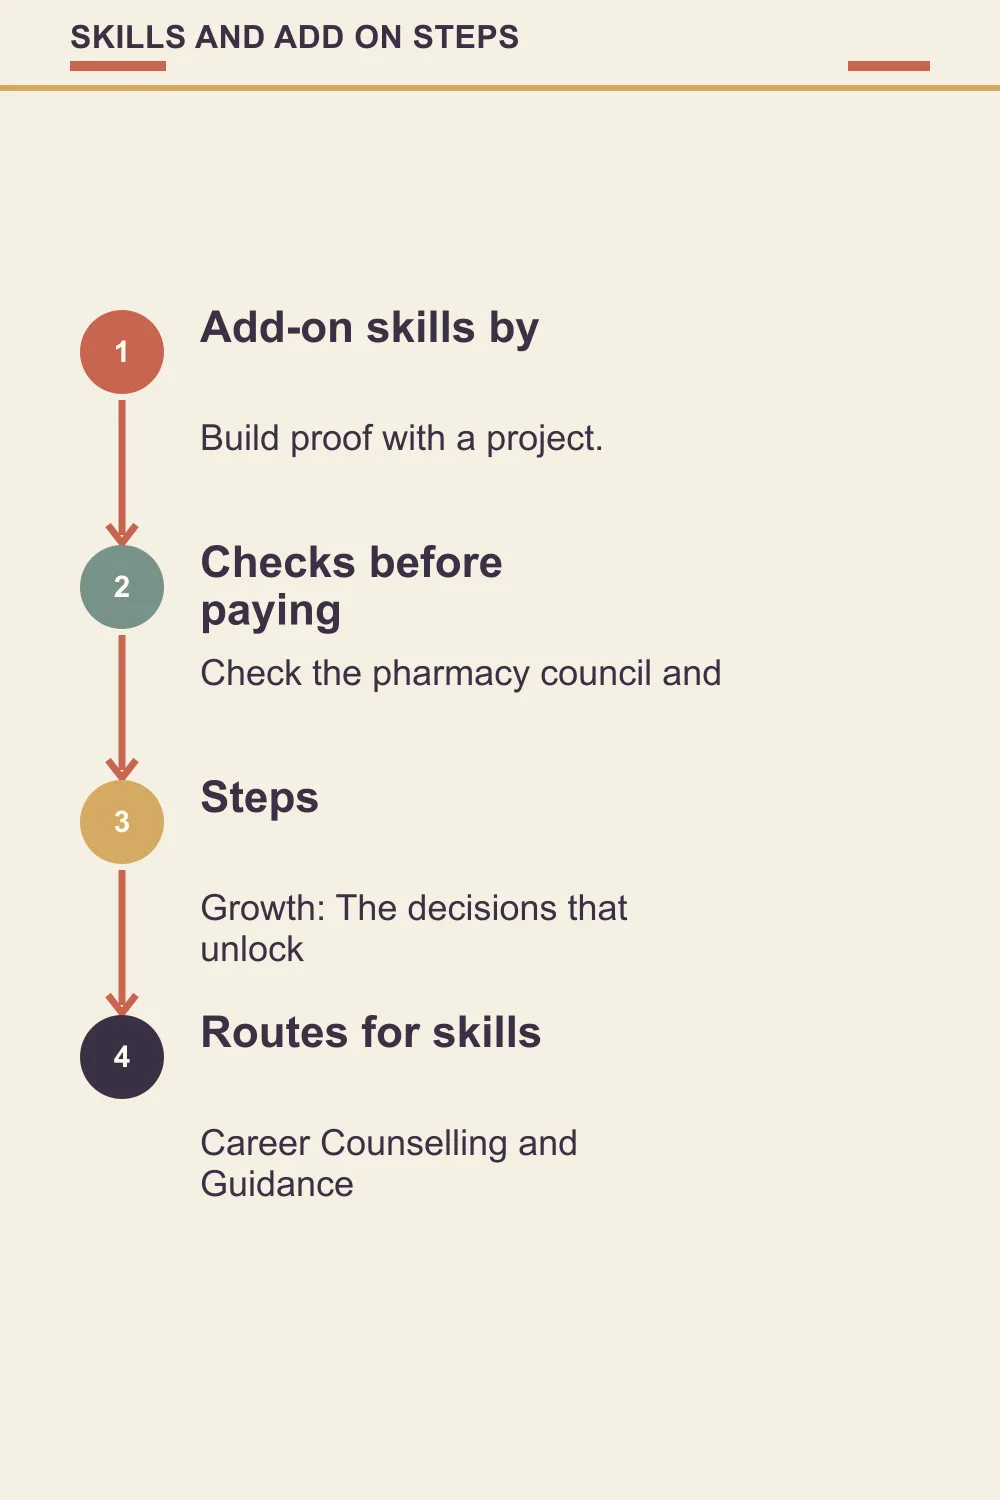 SKILLS AND ADD ON STEPS
1
Add-on skills by
Build proof with a project.
2
Checks before
paying
Check the pharmacy council and
3
Steps
Growth: The decisions that
unlock
4
Routes for skills
Career Counselling and
Guidance